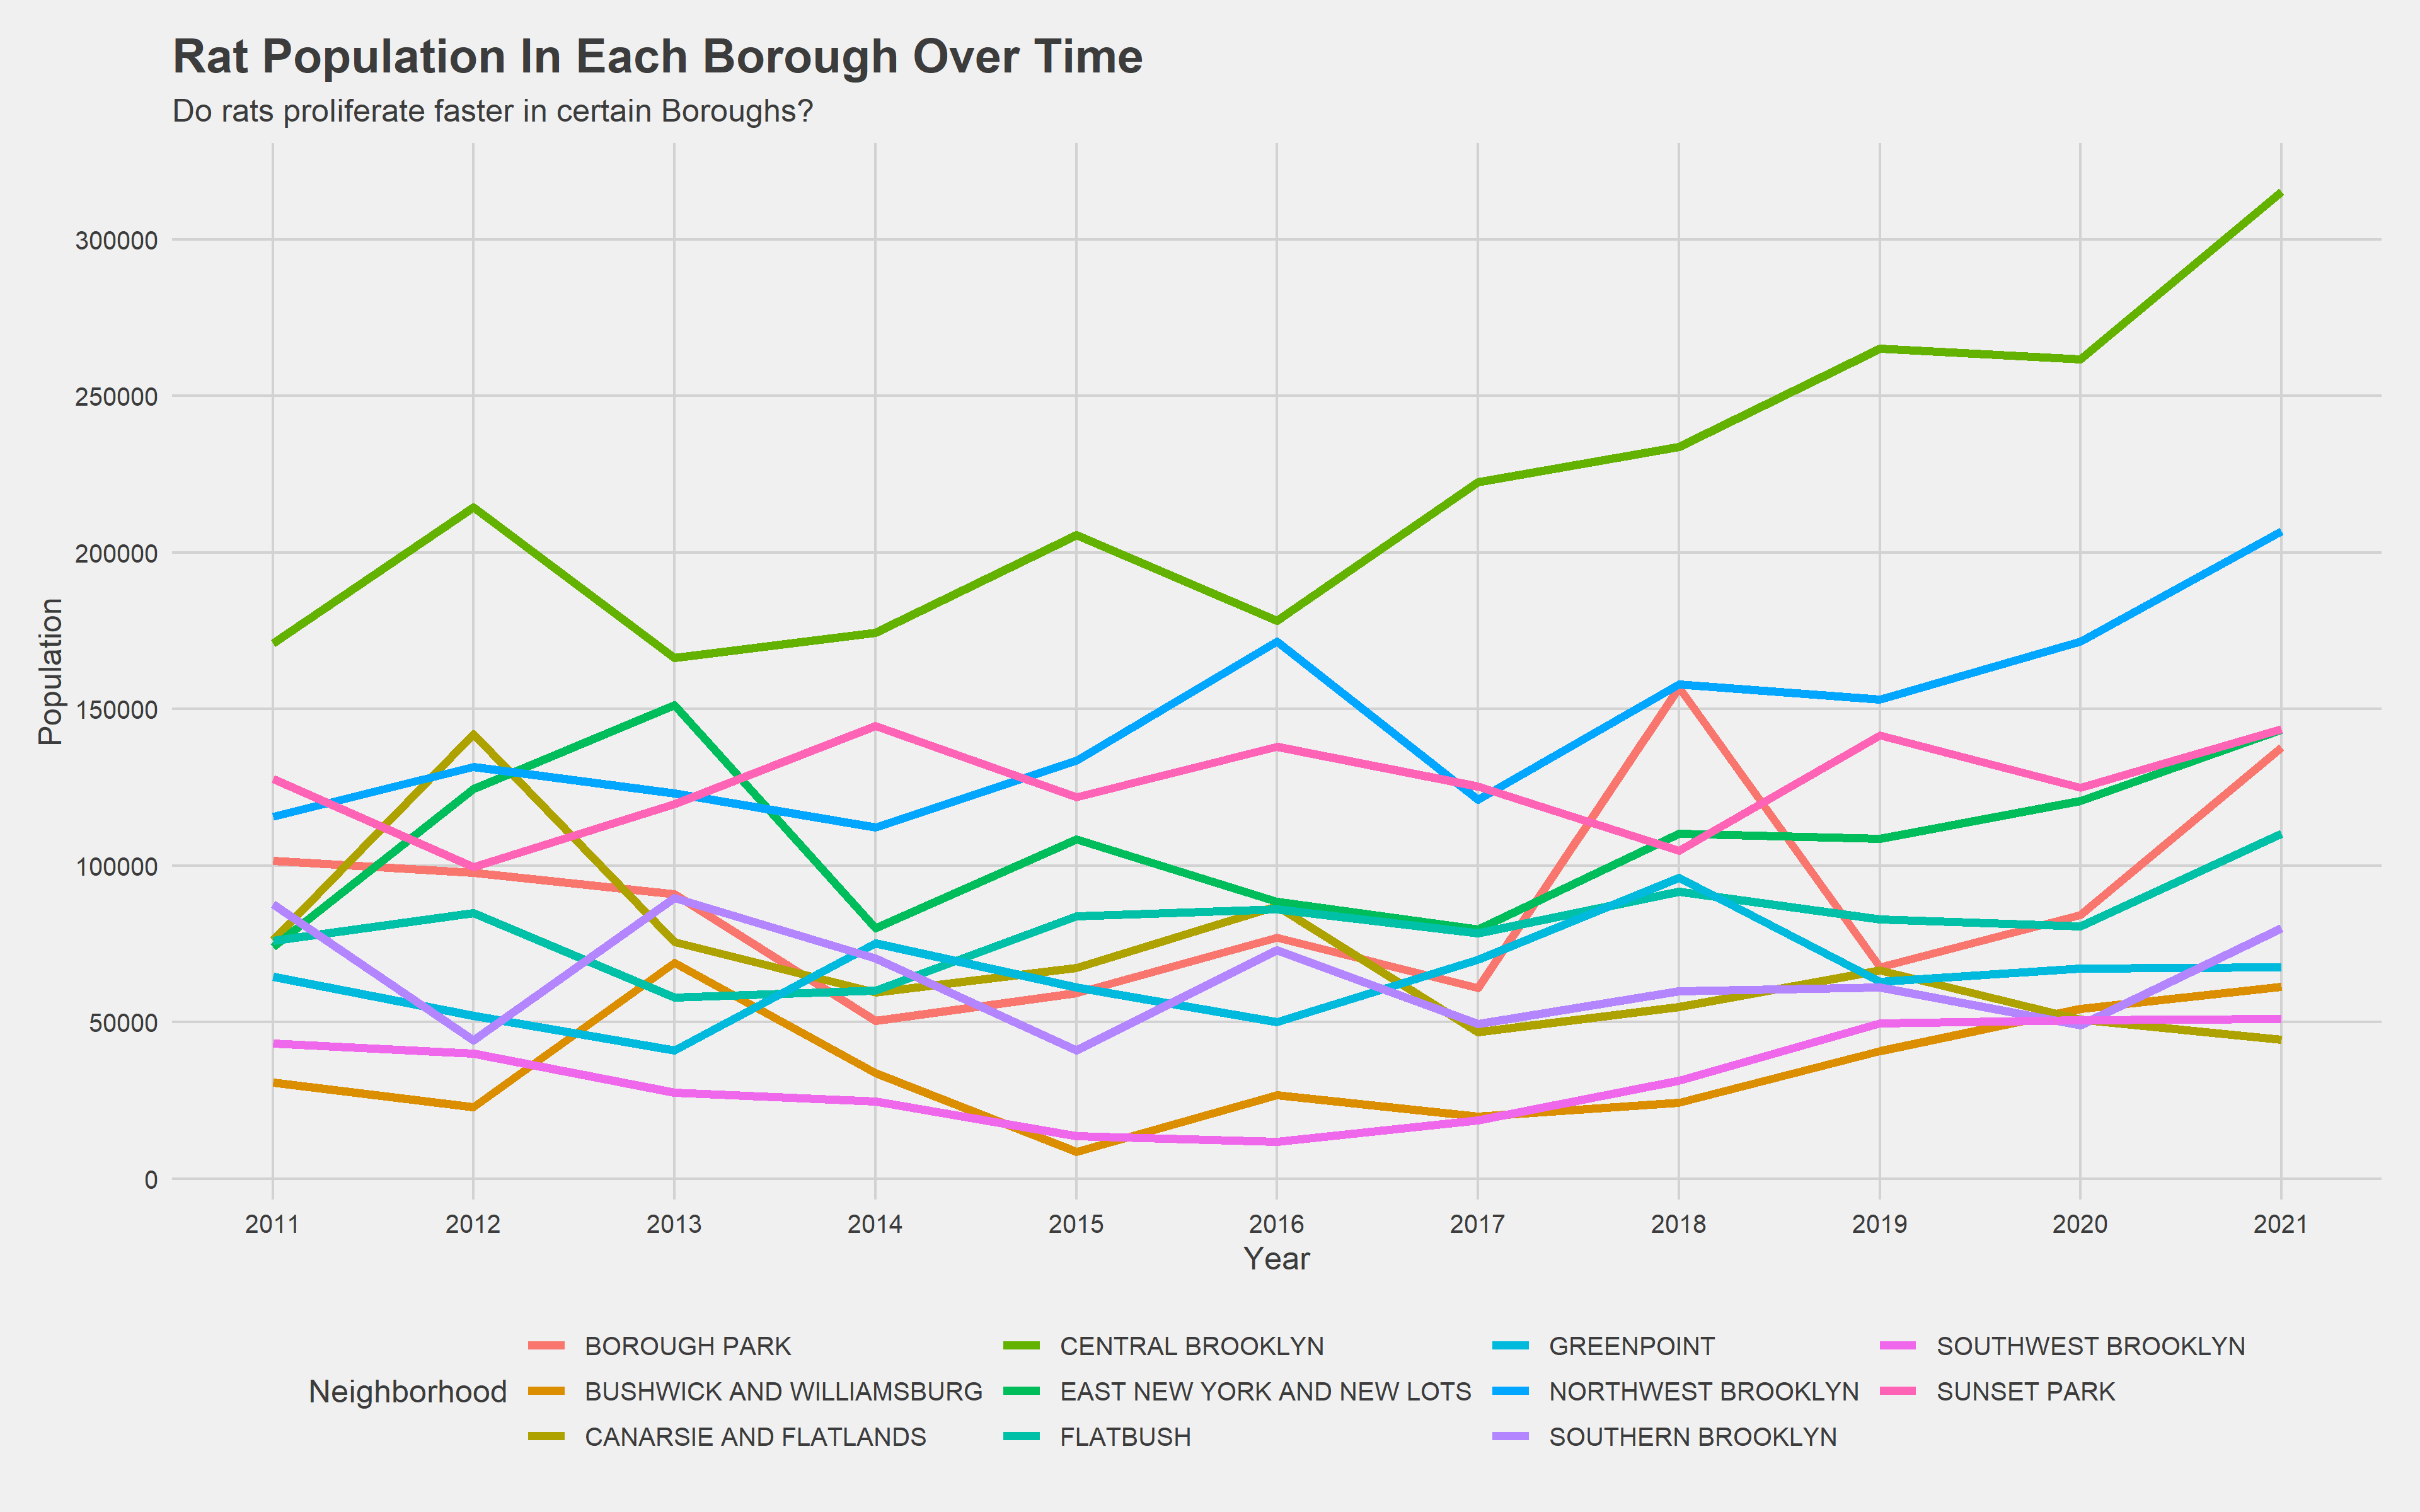 Rat Population In Each Borough Over Time
Do rats proliferate faster in certain Boroughs?
Population
300000
250000
200000
150000
100000
50000
0
2011 2012 2013 2014 2015 2016 2017 2018 2019 2020 2021
Year
Neighborhood
BOROUGH PARK
BUSHWICK AND WILLIAMSBURG
CANARSIE AND FLATLANDS
CENTRAL BROOKLYN
EAST NEW YORK AND NEW LOTS
FLATBUSH
GREENPOINT
NORTHWEST BROOKLYN
SOUTHERN BROOKLYN
SOUTHWEST BROOKLYN
SUNSET PARK